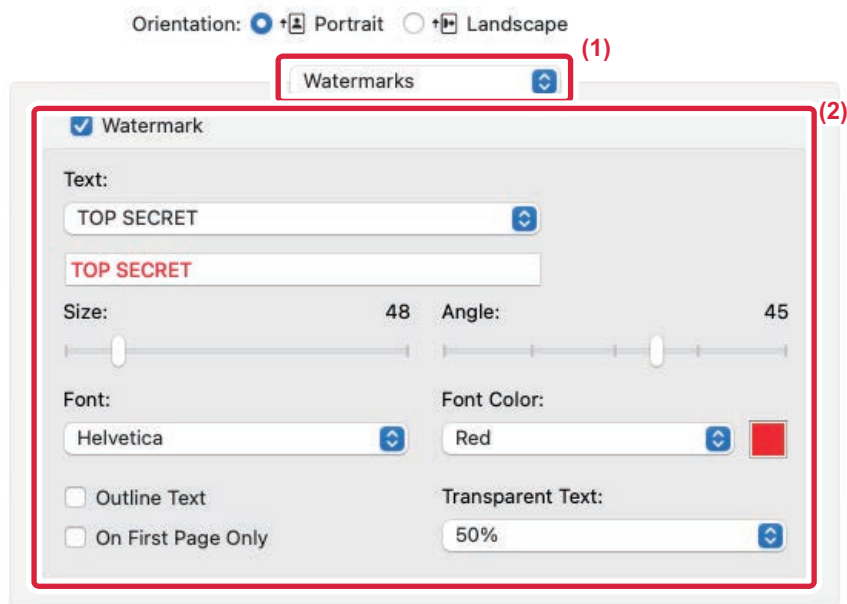 Orientation: Portrait Landscape
(1)
Watermarks
(2)
Watermark
Text:
TOP SECRET
TOP SECRET
Size: 48 Angle: 45
Font: Font Color:
Helvetica Red
Outline Text Transparent Text:
On First Page Only 50%